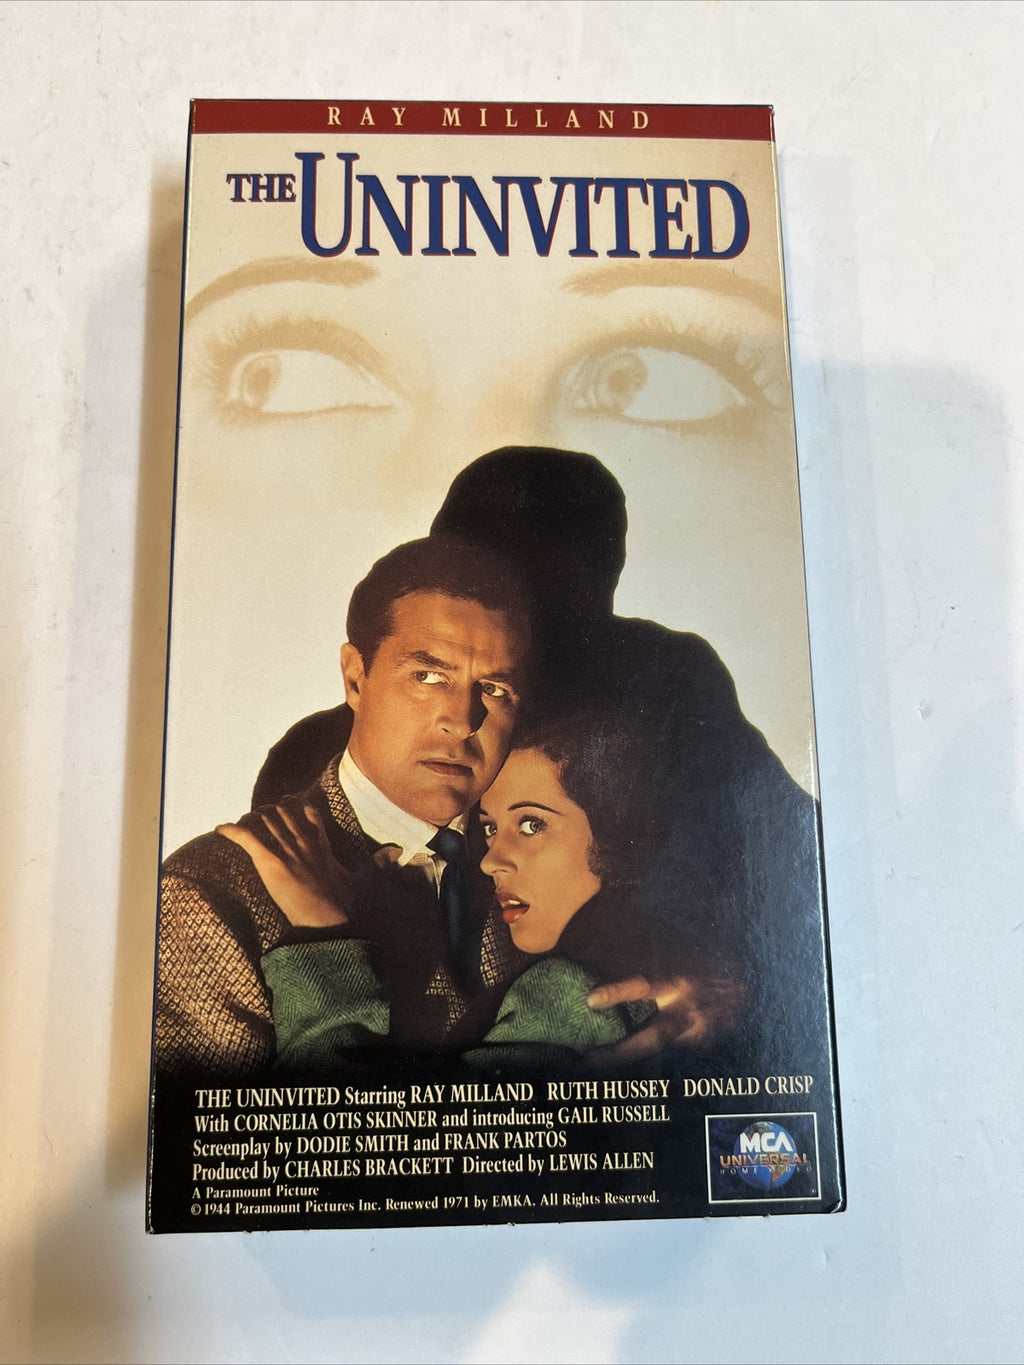 RAY MILLAND
THE UNINVITED
THE UNINVITED Starring RAY MILLAND RUTH HUSSEY DONALD CRISP
With CORNELIA OTIS SKINNER and introducing GAIL RUSSELL
Screenplay by DODIE SMITH and FRANK PARTOS
Produced by CHARLES BRACKETT Directed by LEWIS ALLEN
A Paramount Picture
© 1944 Paramount Pictures Inc. Renewed 1971 by EMKA. All Rights Reserved.
MCA
UNIVERSAL
HOME VIDEO